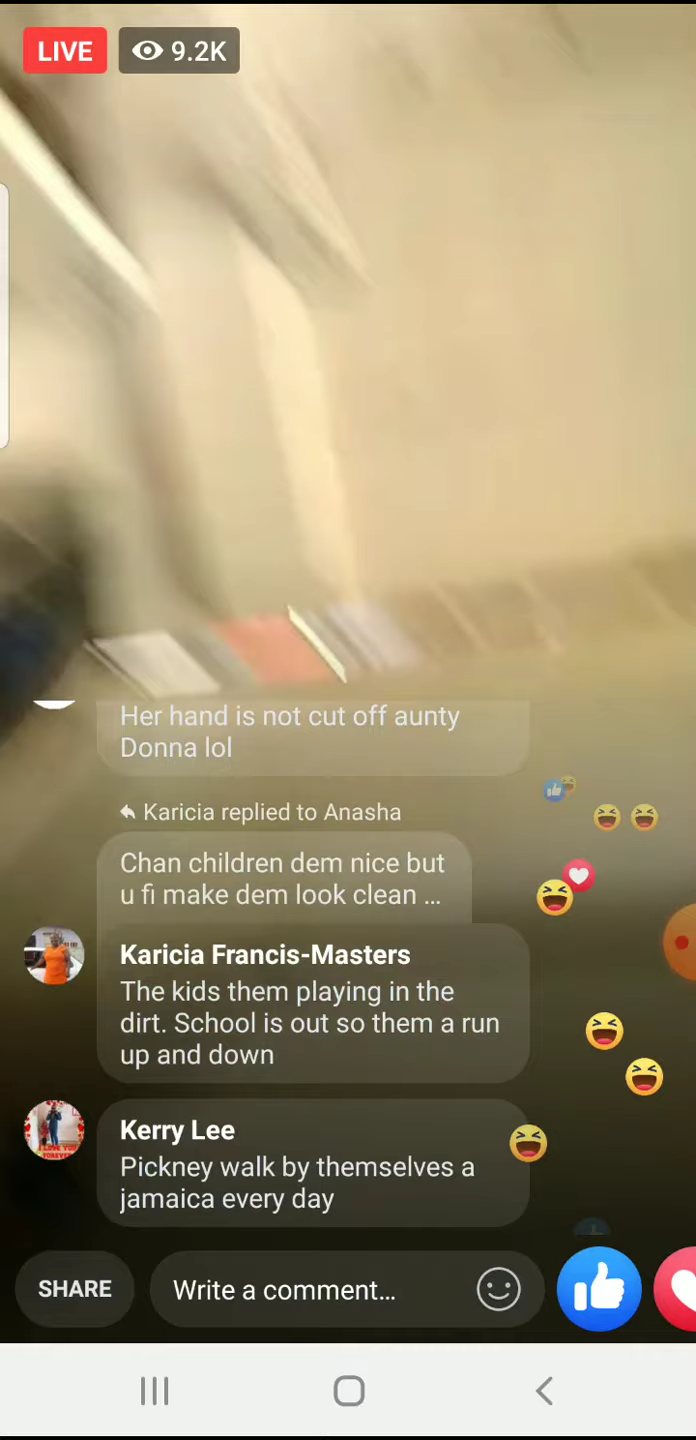 LIVE 9.2K
Her hand is not cut off aunty
Donna lol
Karicia replied to Anasha
Chan children dem nice but
u fi make dem look clean ...
Karicia Francis-Masters
The kids them playing in the
dirt. School is out so them a run
up and down
Kerry Lee
Pickney walk by themselves a
jamaica every day
SHARE Write a comment...